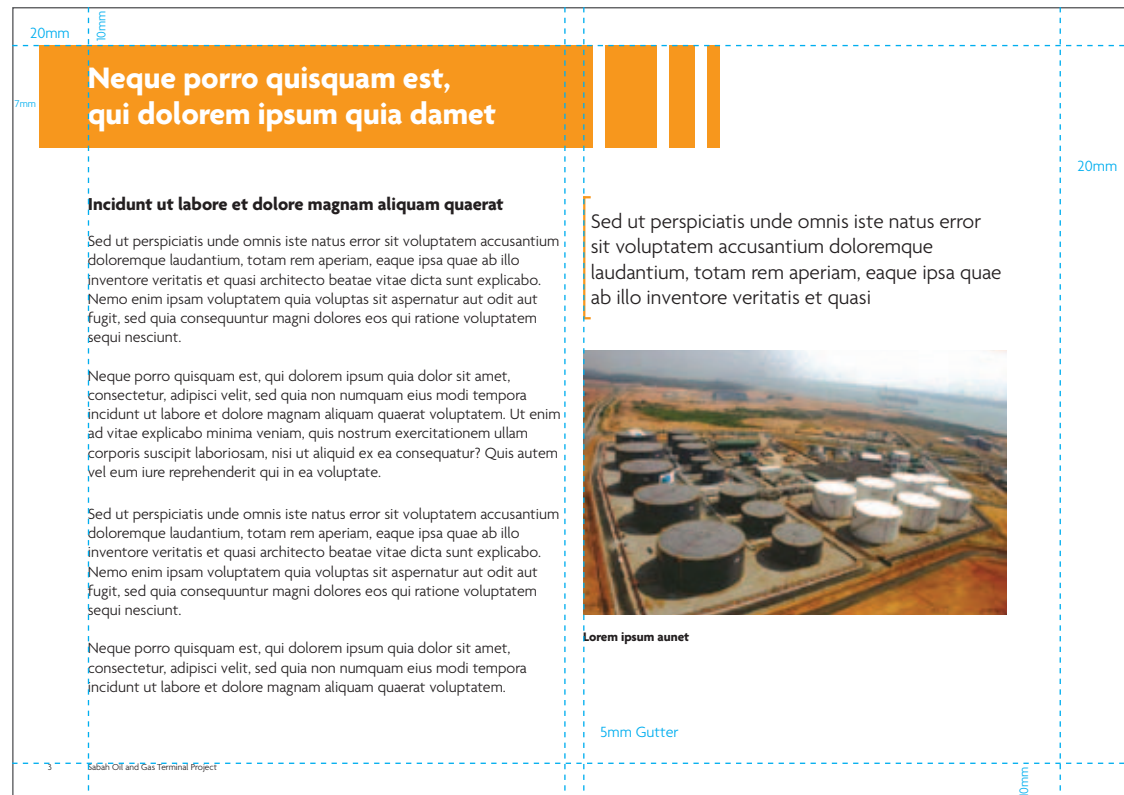 20mm
10mm
Neque porro quisquam est,
qui dolorem ipsum quia damet
7mm
20mm
Incidunt ut labore et dolore magnam aliquam quaerat
Sed ut perspiciatis unde omnis iste natus error sit voluptatem accusantium
doloremque laudantium, totam rem aperiam, eaque ipsa quae ab illo
inventore veritatis et quasi architecto beatae vitae dicta sunt explicabo.
Nemo enim ipsam voluptatem quia voluptas sit aspernatur aut odit aut
fugit, sed quia consequuntur magni dolores eos qui ratione voluptatem
sequi nesciunt.
Neque porro quisquam est, qui dolorem ipsum quia dolor sit amet,
consectetur, adipisci velit, sed quia non numquam eius modi tempora
incidunt ut labore et dolore magnam aliquam quaerat voluptatem. Ut enim
ad vitae explicabo minima veniam, quis nostrum exercitationem ullam
corporis suscipit laboriosam, nisi ut aliquid ex ea consequatur? Quis autem
vel eum iure reprehenderit qui in ea voluptate.
Sed ut perspiciatis unde omnis iste natus error sit voluptatem accusantium
doloremque laudantium, totam rem aperiam, eaque ipsa quae ab illo
inventore veritatis et quasi architecto beatae vitae dicta sunt explicabo.
Nemo enim ipsam voluptatem quia voluptas sit aspernatur aut odit aut
fugit, sed quia consequuntur magni dolores eos qui ratione voluptatem
sequi nesciunt.
Neque porro quisquam est, qui dolorem ipsum quia dolor sit amet,
consectetur, adipisci velit, sed quia non numquam eius modi tempora
incidunt ut labore et dolore magnam aliquam quaerat voluptatem.
Sed ut perspiciatis unde omnis iste natus error
sit voluptatem accusantium doloremque
laudantium, totam rem aperiam, eaque ipsa quae
ab illo inventore veritatis et quasi
Lorem ipsum aunet
5mm Gutter
3 Sabah Oil and Gas Terminal Project